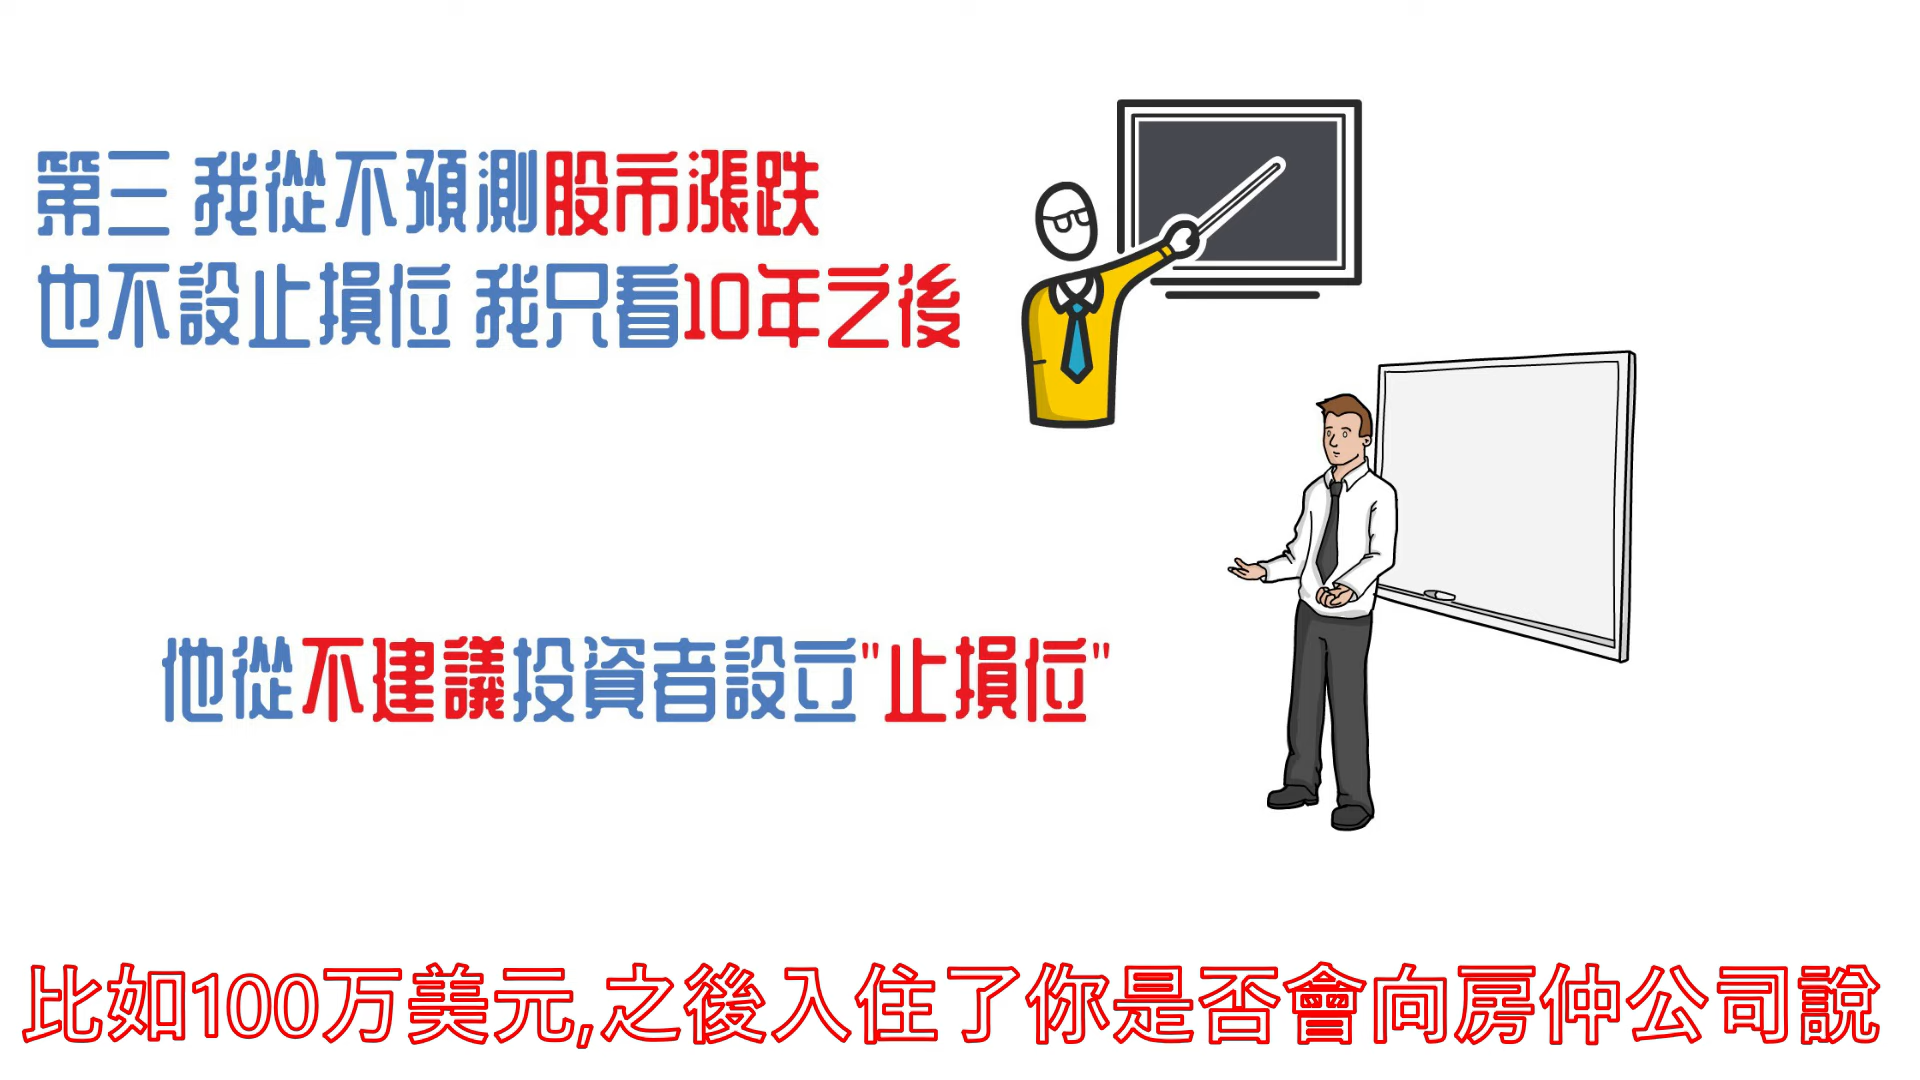 第三 我從不預測股市漲跌
也不設止損位 我只看10年之後
他從不建議投資者設立"止損位"
比如100万美元,之後入住了你是否會向房仲公司說